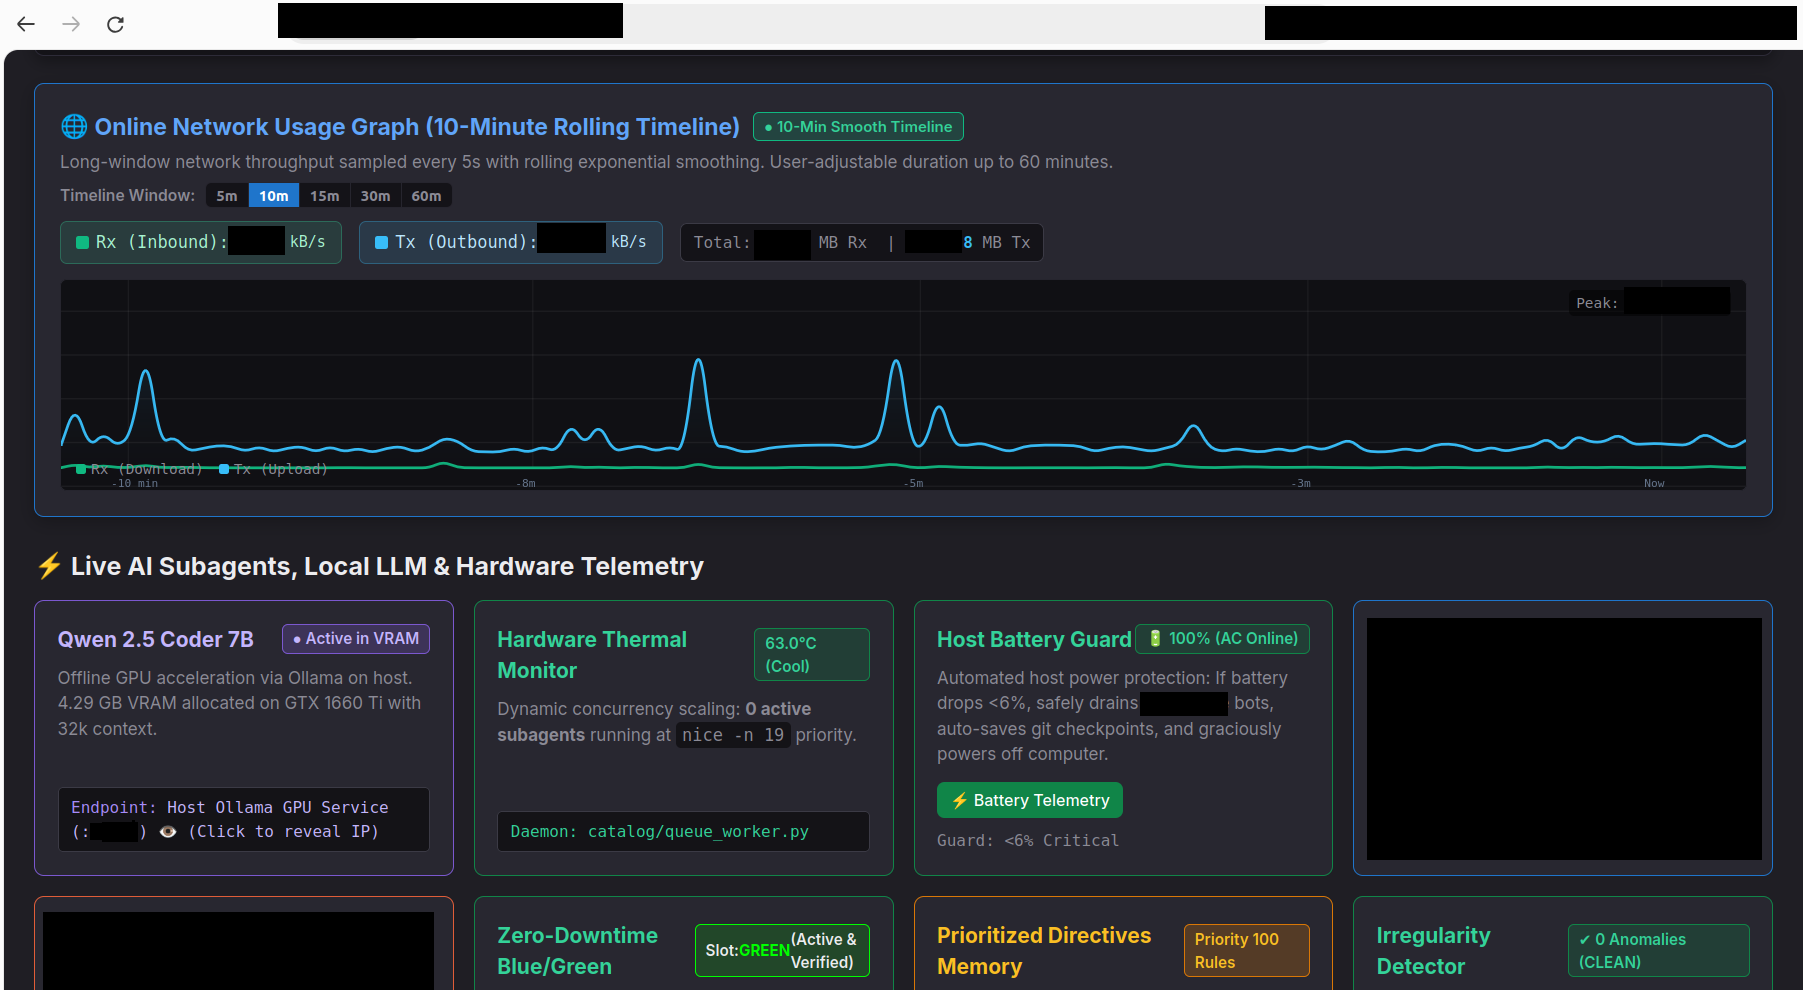 🌐 Online Network Usage Graph (10-Minute Rolling Timeline) ● 10-Min Smooth Timeline
Long-window network throughput sampled every 5s with rolling exponential smoothing. User-adjustable duration up to 60 minutes.
Timeline Window: 5m 10m 15m 30m 60m
Rx (Inbound): kB/s Tx (Outbound): kB/s Total: MB Rx | 8 MB Tx
Peak:
Rx (Download) Tx (Upload)
-10 min -8m -5m -3m Now
⚡ Live AI Subagents, Local LLM & Hardware Telemetry
Qwen 2.5 Coder 7B ● Active in VRAM
Offline GPU acceleration via Ollama on host.
4.29 GB VRAM allocated on GTX 1660 Ti with
32k context.
Endpoint: Host Ollama GPU Service
(: ) 👁️ (Click to reveal IP)
Hardware Thermal
Monitor
63.0°C
(Cool)
Dynamic concurrency scaling: 0 active
subagents running at nice -n 19 priority.
Daemon: catalog/queue_worker.py
Host Battery Guard 🔋 100% (AC Online)
Automated host power protection: If battery
drops <6%, safely drains bots,
auto-saves git checkpoints, and graciously
powers off computer.
⚡ Battery Telemetry
Guard: <6% Critical
Zero-Downtime
Blue/Green
Slot:GREEN (Active &
Verified)
Prioritized Directives
Memory
Priority 100
Rules
Irregularity
Detector
✔ 0 Anomalies
(CLEAN)